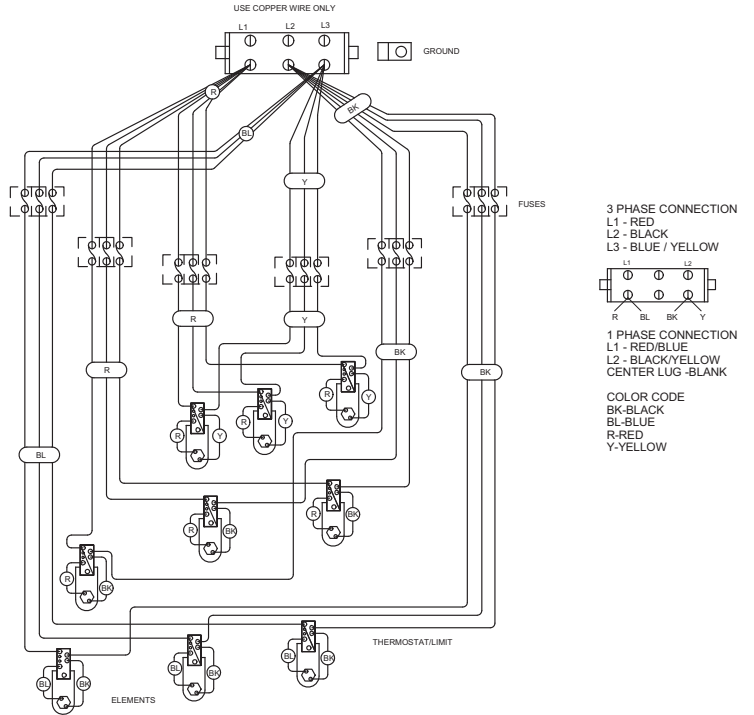 USE COPPER WIRE ONLY
L1 L2 L3
GROUND
R
BK
BL
Y
FUSES
R
Y
BK
R
BK
BL
R
Y
R
Y
R
Y
R
BK
R
BK
R
BK
BL
BK
BL
BK
BL
BK
THERMOSTAT/LIMIT
ELEMENTS
3 PHASE CONNECTION
L1 - RED
L2 - BLACK
L3 - BLUE / YELLOW
L1 L2
R BL BK Y
1 PHASE CONNECTION
L1 - RED/BLUE
L2 - BLACK/YELLOW
CENTER LUG -BLANK
COLOR CODE
BK-BLACK
BL-BLUE
R-RED
Y-YELLOW